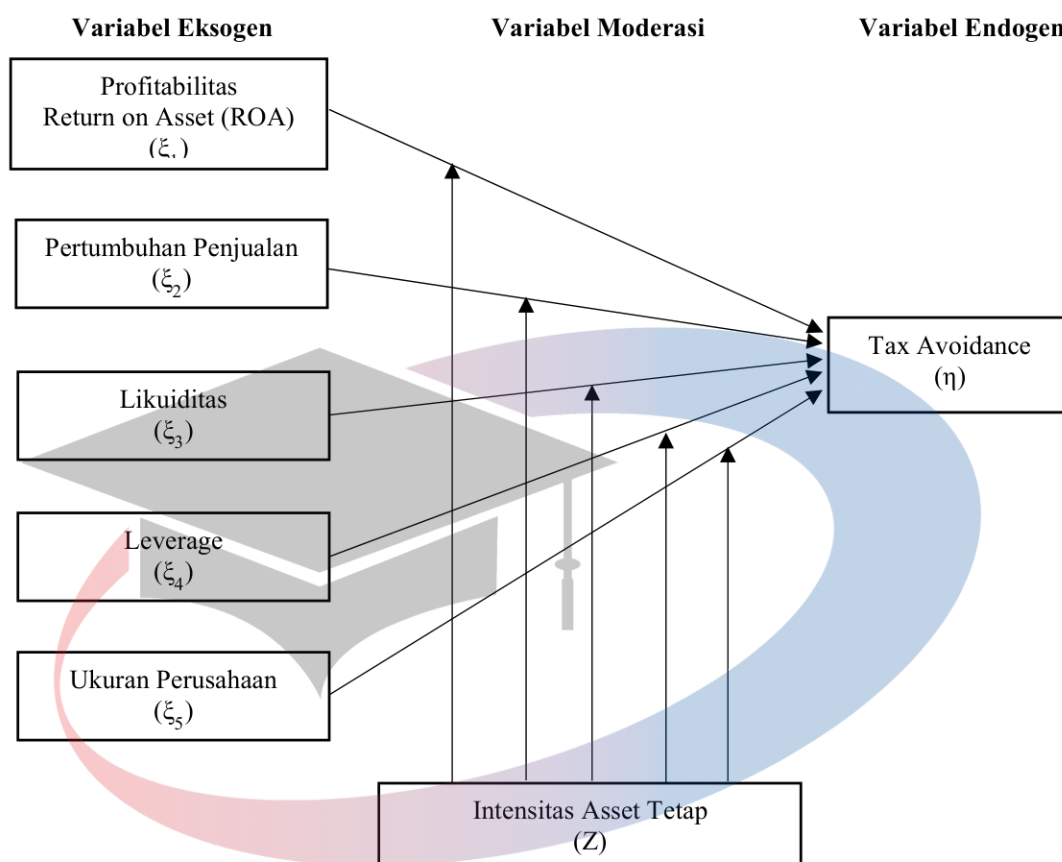 Variabel Eksogen
Variabel Moderasi
Variabel Endogen
Profitabilitas
Return on Asset (ROA)
(ξ₁)
Pertumbuhan Penjualan
(ξ₂)
Likuiditas
(ξ₃)
Leverage
(ξ₄)
Ukuran Perusahaan
(ξ₅)
Tax Avoidance
(η)
Intensitas Asset Tetap
(Z)